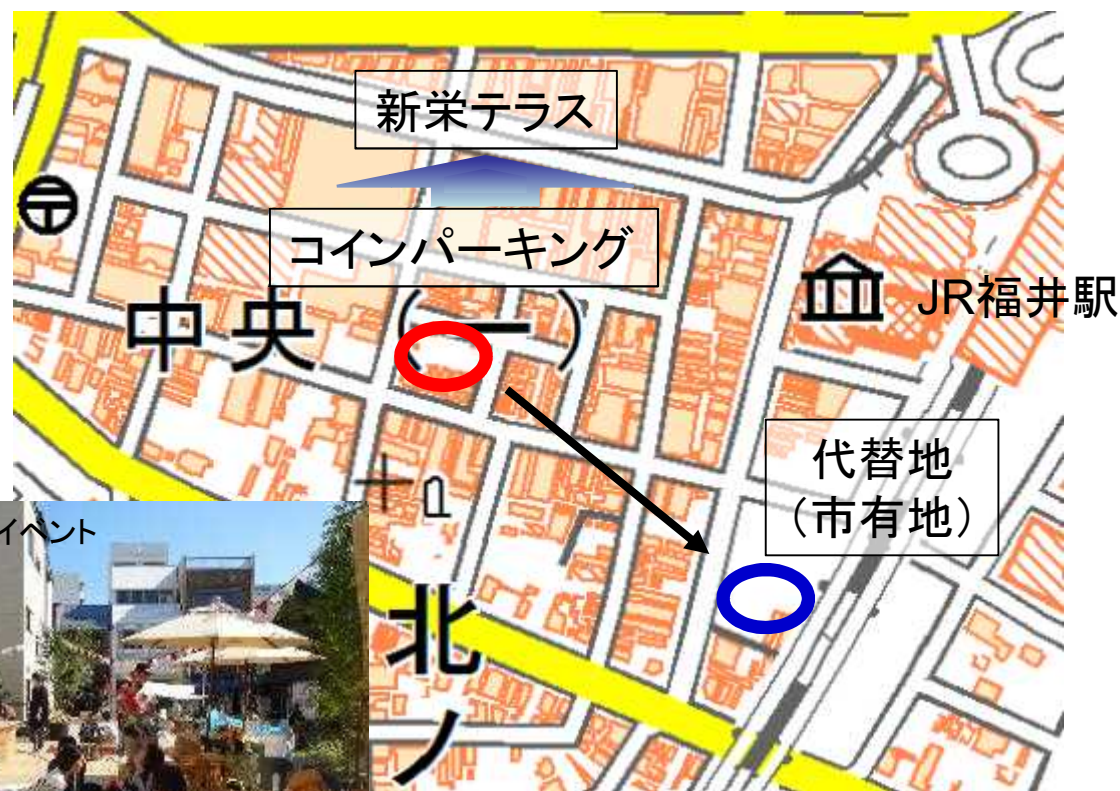 新栄テラス
コインパーキング
中央（一）
JR福井駅
代替地
（市有地）
イベント
北ノ